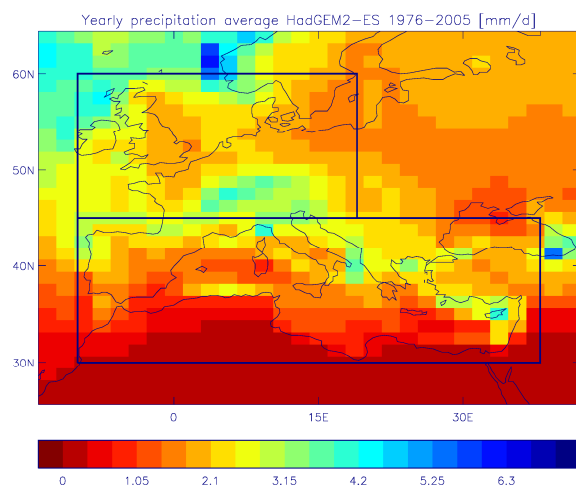 Yearly precipitation average HadGEM2-ES 1976-2005 [mm/d]
60N
50N
40N
30N
0 15E 30E
0 1.05 2.1 3.15 4.2 5.25 6.3